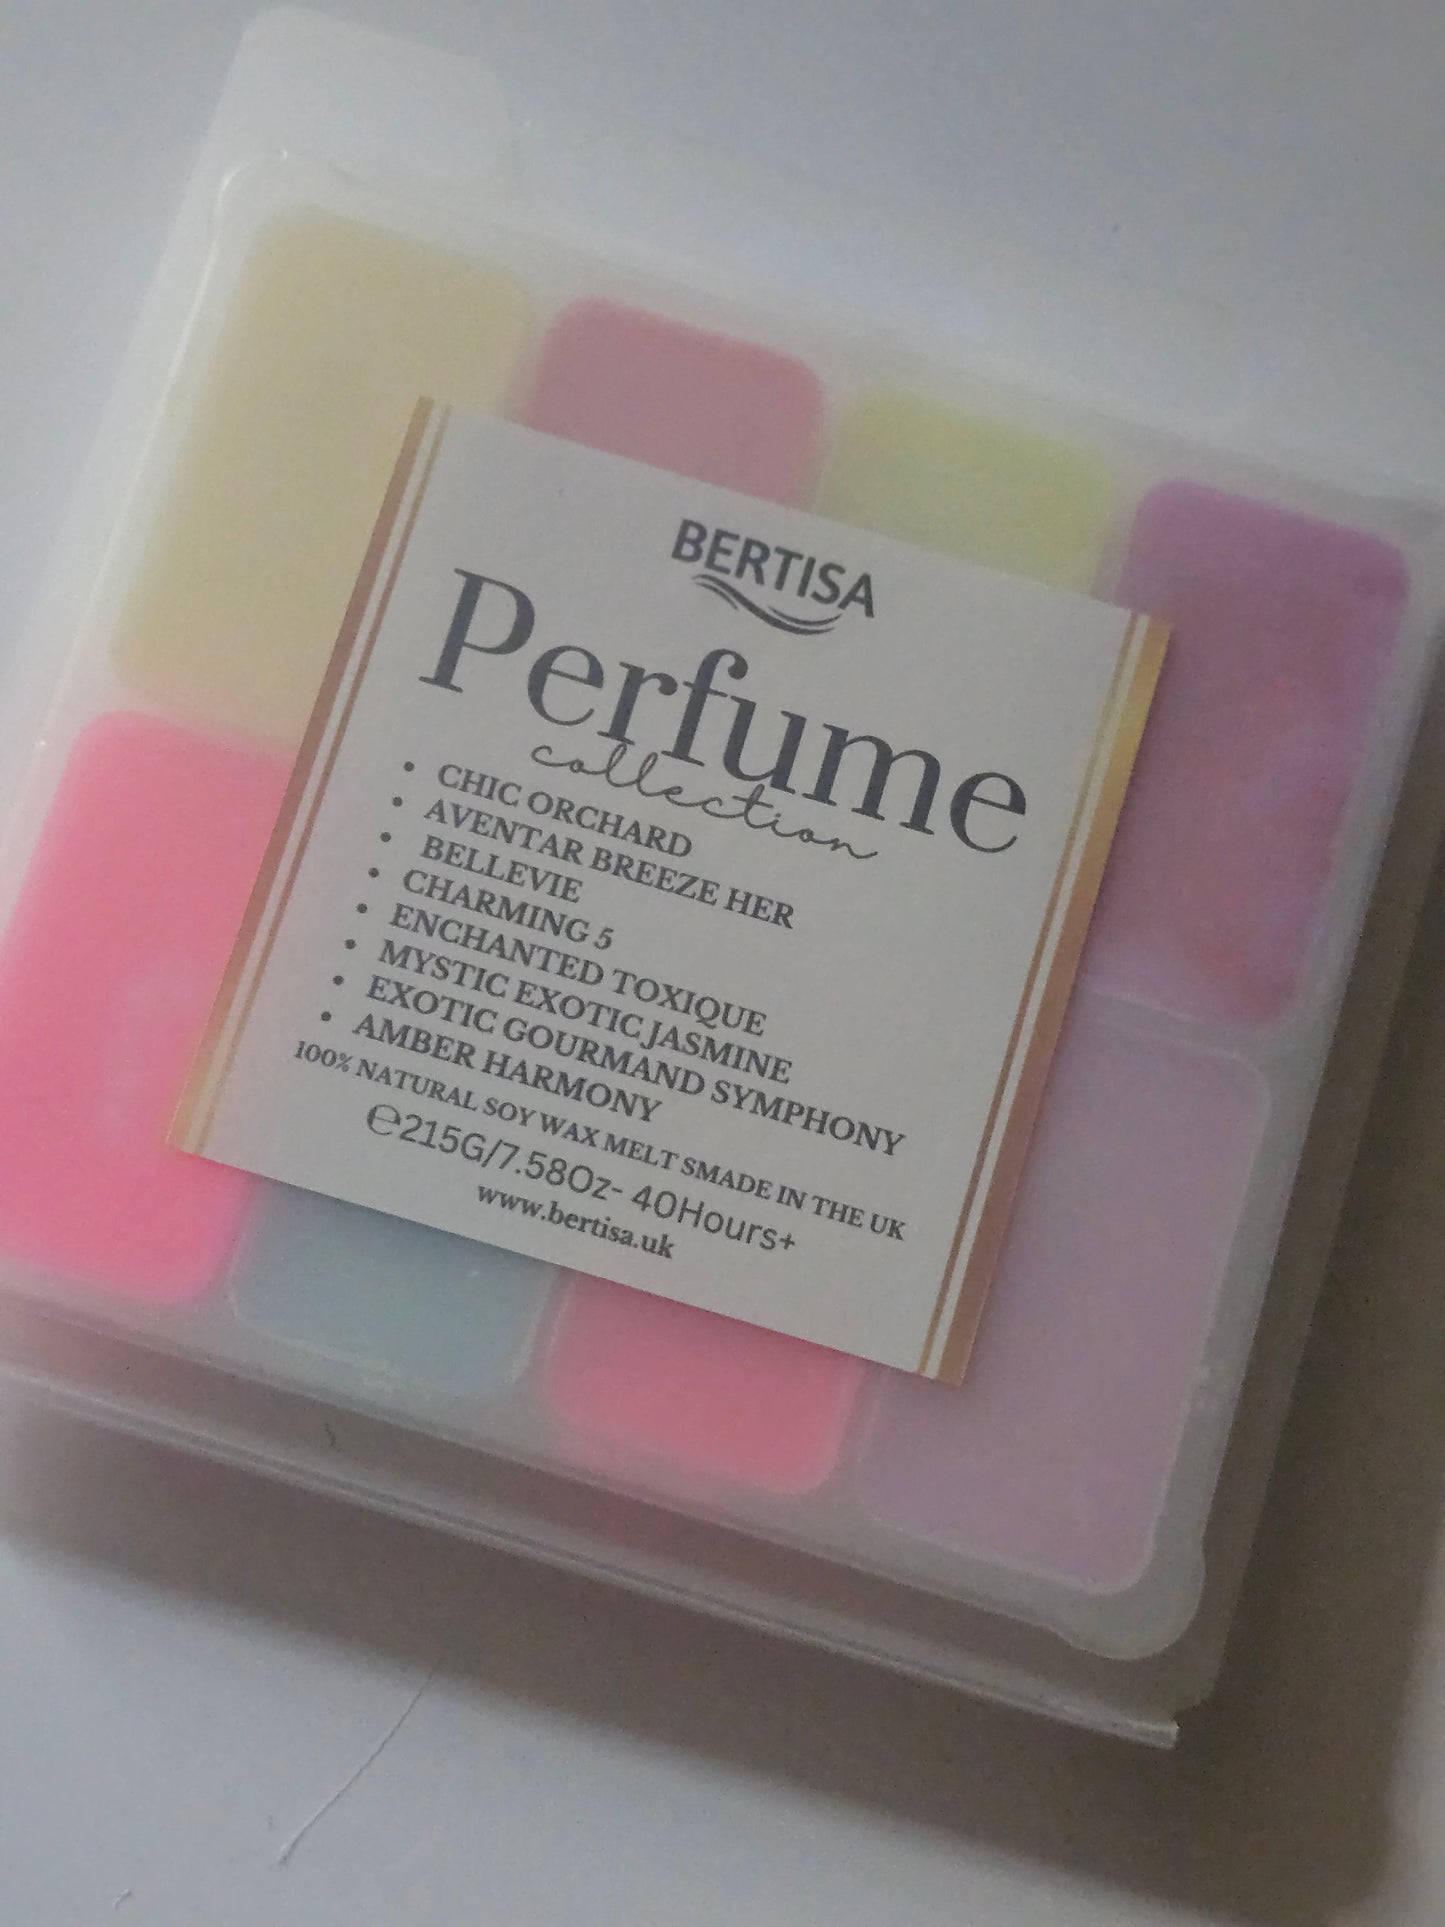 BERTISA
Perfume
collection
• CHIC ORCHARD
• AVENTAR BREEZE HER
• BELLEVIE
• CHARMING 5
• ENCHANTED TOXIQUE
• MYSTIC EXOTIC JASMINE
• EXOTIC GOURMAND SYMPHONY
• AMBER HARMONY
100% NATURAL SOY WAX MELT SMADE IN THE UK
℮215G/7.58Oz- 40Hours+
www.bertisa.uk